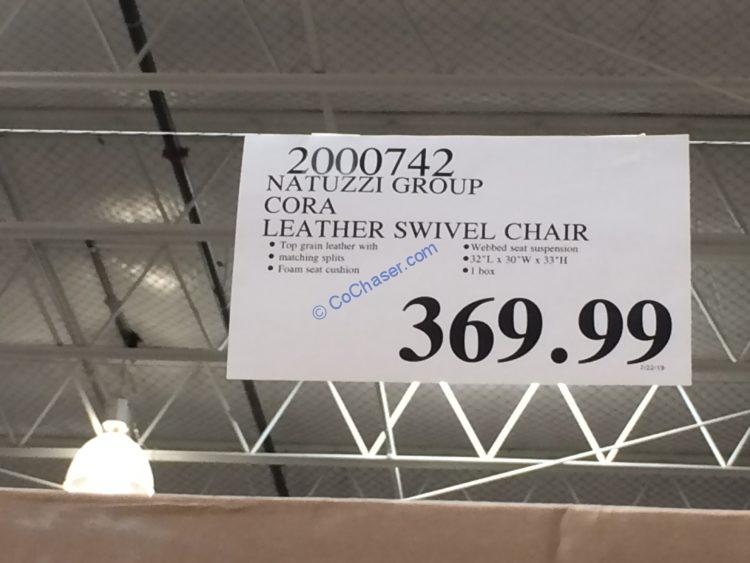 2000742
NATUZZI GROUP
CORA
LEATHER SWIVEL CHAIR
• Top grain leather with
• matching splits
• Foam seat cushion
• Webbed seat suspension
• 32"L x 30"W x 33"H
• 1 box
© CoChaser.com
369.99
7/22/19